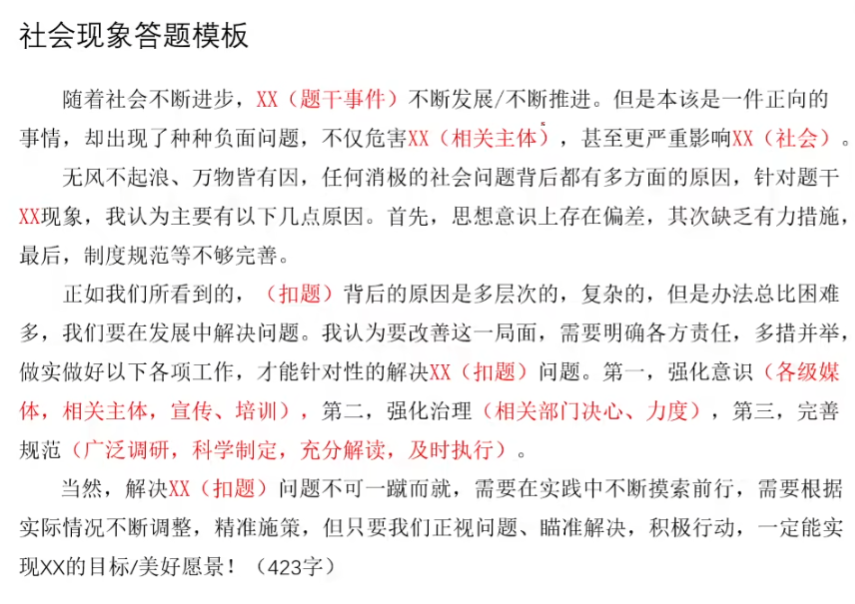 社会现象答题模板
随着社会不断进步，XX（题干事件）不断发展/不断推进。但是本该是一件正向的
事情，却出现了种种负面问题，不仅危害XX（相关主体），甚至更严重影响XX（社会）。
无风不起浪、万物皆有因，任何消极的社会问题背后都有多方面的原因，针对题干
XX现象，我认为主要有以下几点原因。首先，思想意识上存在偏差，其次缺乏有力措施，
最后，制度规范等不够完善。
正如我们所看到的，（扣题）背后的原因是多层次的，复杂的，但是办法总比困难
多，我们要在发展中解决问题。我认为要改善这一局面，需要明确各方责任，多措并举，
做实做好以下各项工作，才能针对性的解决XX（扣题）问题。第一，强化意识（各级媒
体，相关主体，宣传、培训），第二，强化治理（相关部门决心、力度），第三，完善
规范（广泛调研，科学制定，充分解读，及时执行）。
当然，解决XX（扣题）问题不可一蹴而就，需要在实践中不断摸索前行，需要根据
实际情况不断调整，精准施策，但只要我们正视问题、瞄准解决，积极行动，一定能实
现XX的目标/美好愿景！（423字）